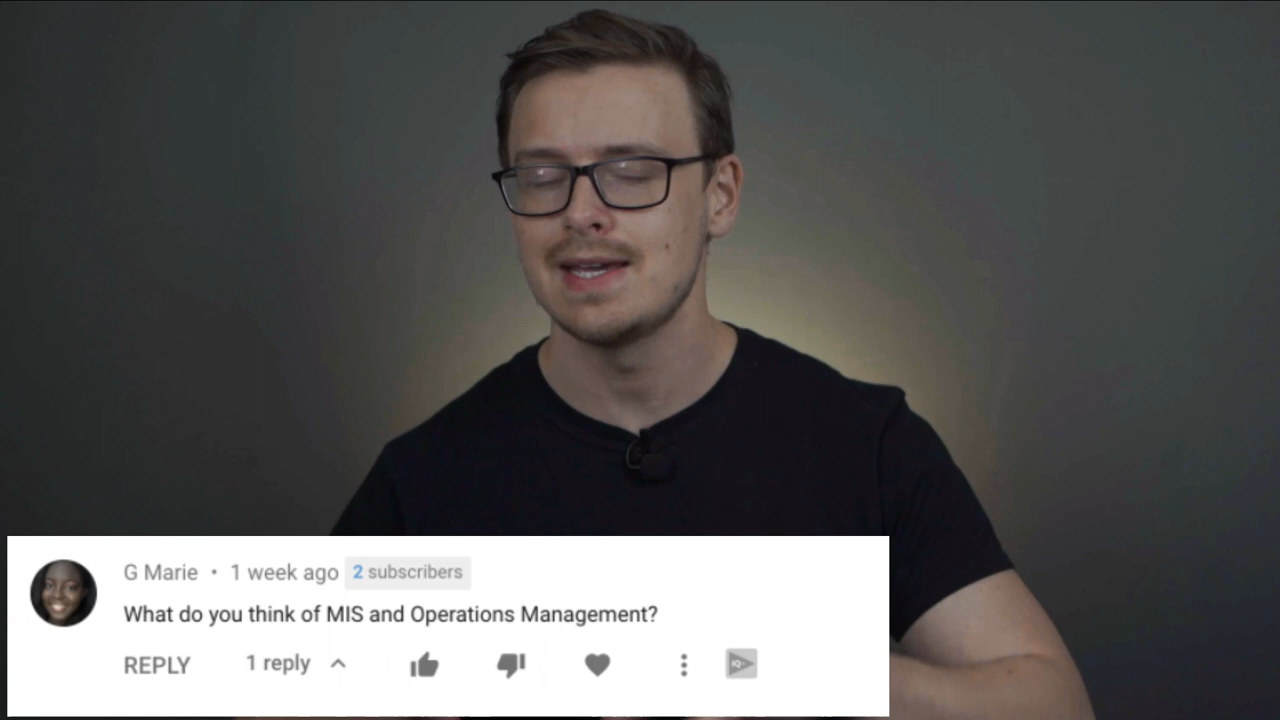 G Marie • 1 week ago 2 subscribers
What do you think of MIS and Operations Management?
REPLY 1 reply